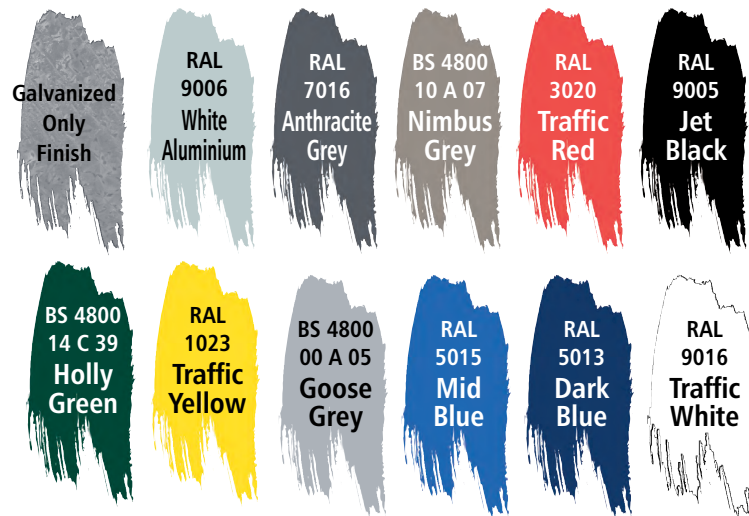 Galvanized
Only
Finish
RAL
9006
White
Aluminium
RAL
7016
Anthracite
Grey
BS 4800
10 A 07
Nimbus
Grey
RAL
3020
Traffic
Red
RAL
9005
Jet
Black
BS 4800
14 C 39
Holly
Green
RAL
1023
Traffic
Yellow
BS 4800
00 A 05
Goose
Grey
RAL
5015
Mid
Blue
RAL
5013
Dark
Blue
RAL
9016
Traffic
White